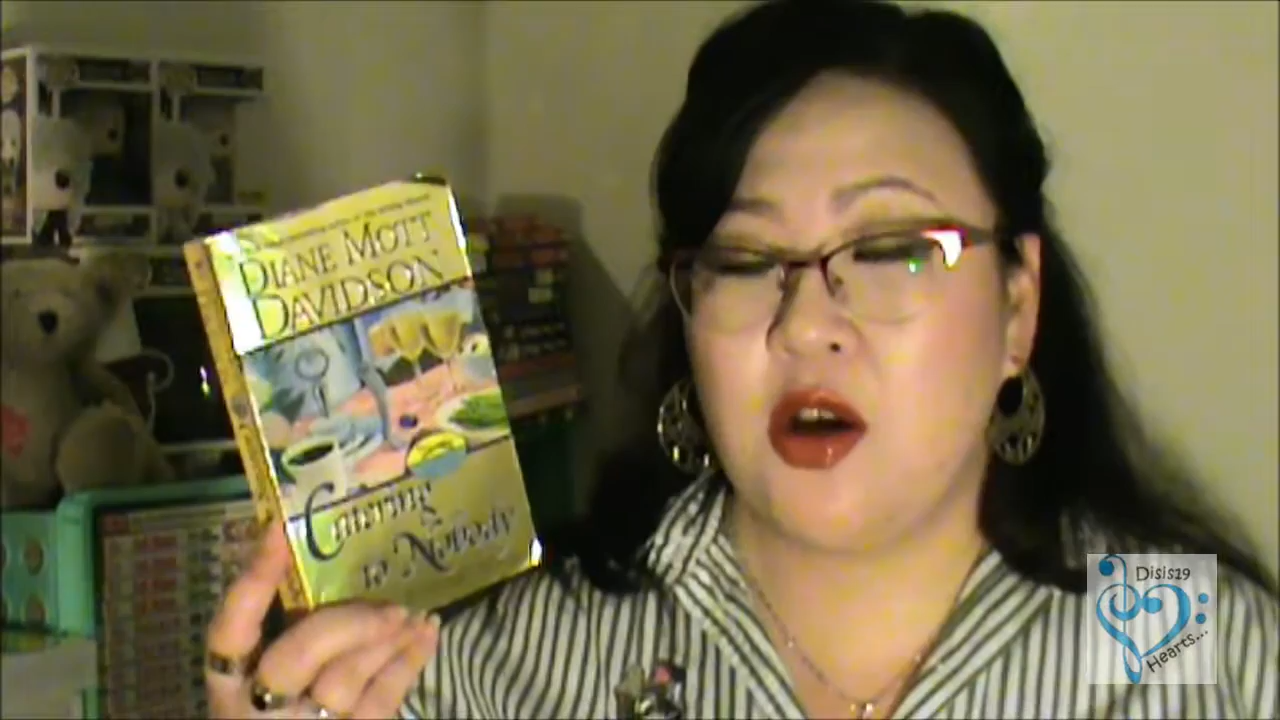 DIANE MOTT
DAVIDSON
Catering
to Nobody
Disis19
Hearts...